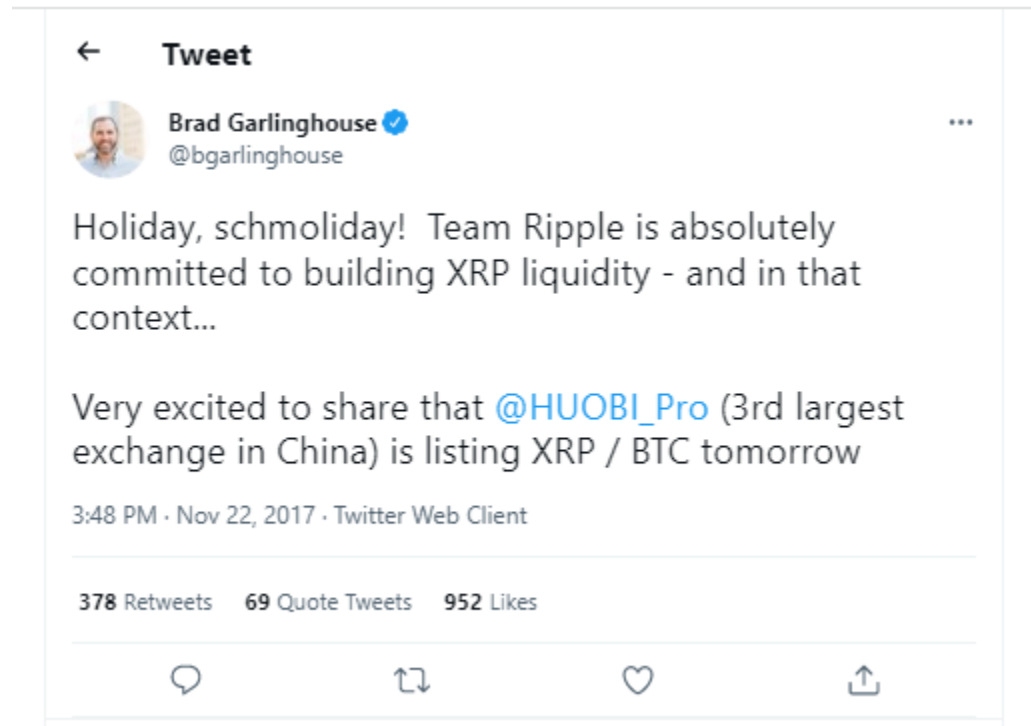 Tweet
Brad Garlinghouse
@bgarlinghouse
Holiday, schmoliday!  Team Ripple is absolutely
committed to building XRP liquidity - and in that
context...
Very excited to share that @HUOBI_Pro (3rd largest
exchange in China) is listing XRP / BTC tomorrow
3:48 PM · Nov 22, 2017 · Twitter Web Client
378 Retweets 69 Quote Tweets 952 Likes